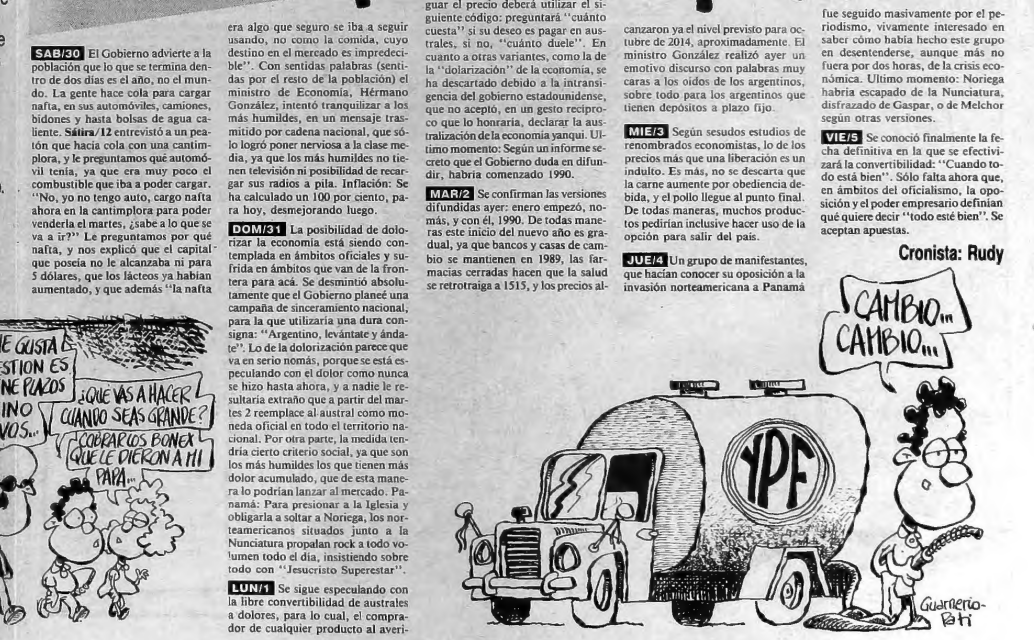 SAB/30 El Gobierno advierte a la
población que lo que se termina den-
tro de dos días es el año, no el mun-
do. La gente hace cola para cargar
nafta, en sus automóviles, camiones,
bidones y hasta bolsas de agua ca-
liente. Sátira/12 entrevistó a un pea-
tón que hacía cola con una cantim-
plora, y le preguntamos qué automó-
vil tenía, ya que era muy poco el
combustible que iba a poder cargar.
"No, yo no tengo auto, cargo nafta
ahora en la cantimplora para poder
venderla el martes, ¿sabe a lo que se
va a ir?" Le preguntamos por qué
nafta, y nos explicó que el capital
que poseía no le alcanzaba ni para
5 dólares, que los lácteos ya habían
aumentado, y que además "la nafta
era algo que seguro se iba a seguir
usando, no como la comida, cuyo
destino en el mercado es impredeci-
ble". Con sentidas palabras (senti-
das por el resto de la población) el
ministro de Economía, Hérmano
González, intentó tranquilizar a los
más humildes, en un mensaje tras-
mitido por cadena nacional, que só-
lo logró poner nerviosa a la clase me-
dia, ya que los más humildes no tie-
nen televisión ni posibilidad de recar-
gar sus radios a pila. Inflación: Se
ha calculado un 100 por ciento, pa-
ra hoy, desmejorando luego.
DOM/31 La posibilidad de dolo-
rizar la economía está siendo con-
templada en ámbitos oficiales y su-
frida en ámbitos que van de la fron-
tera para acá. Se desmintió absolu-
tamente que el Gobierno planeé una
campaña de sinceramiento nacional,
para la que utilizaría una dura con-
signa: "Argentino, levántate y ánda-
te". Lo de la dolorización parece que
va en serio nomás, porque se está es-
peculando con el dolor como nunca
se hizo hasta ahora, y a nadie le re-
sultaría extraño que a partir del mar-
tes 2 reemplace al austral como mo-
neda oficial en todo el territorio na-
cional. Por otra parte, la medida ten-
dría cierto criterio social, ya que son
los más humildes los que tienen más
dolor acumulado, que de esta mane-
ra lo podrían lanzar al mercado. Pa-
namá: Para presionar a la Iglesia y
obligarla a soltar a Noriega, los nor-
teamericanos situados junto a la
Nunciatura propalan rock a todo vo-
lumen todo el día, insistiendo sobre
todo con "Jesucristo Superestar".
LUN/1 Se sigue especulando con
la libre convertibilidad de australes
a dolores, para lo cual, el compra-
dor de cualquier producto al averi-
guar el precio deberá utilizar el si-
guiente código: preguntará "cuánto
cuesta" si su deseo es pagar en aus-
trales, si no, "cuánto duele". En
cuanto a otras variantes, como la de
la "dolarización" de la economía, se
ha descartado debido a la intransi-
gencia del gobierno estadounidense,
que no aceptó, en un gesto recípro-
co que lo honraría, declarar la aus-
tralización de la economía yanqui. Ul-
timo momento: Según un informe se-
creto que el Gobierno duda en difun-
dir, habría comenzado 1990.
MAR/2 Se confirman las versiones
difundidas ayer: enero empezó, no-
más, y con él, 1990. De todas mane-
ras este inicio del nuevo año es gra-
dual, ya que bancos y casas de cam-
bio se mantienen en 1989, las far-
macias cerradas hacen que la salud
se retrotraiga a 1515, y los precios al-
canzaron ya el nivel previsto para oc-
tubre de 2014, aproximadamente. El
ministro González realizó ayer un
emotivo discurso con palabras muy
caras a los oídos de los argentinos,
sobre todo para los argentinos que
tienen depósitos a plazo fijo.
MIE/3 Según sesudos estudios de
renombrados economistas, lo de los
precios más que una liberación es un
indulto. Es más, no se descarta que
la carne aumente por obediencia de-
bida, y el pollo llegue al punto final.
De todas maneras, muchos produc-
tos pedirían inclusive hacer uso de la
opción para salir del país.
JUE/4 Un grupo de manifestantes,
que hacían conocer su oposición a la
invasión norteamericana a Panamá
fue seguido masivamente por el pe-
riodismo, vivamente interesado en
saber cómo había hecho este grupo
en desentenderse, aunque más no
fuera por dos horas, de la crisis eco-
nómica. Ultimo momento: Noriega
habría escapado de la Nunciatura,
disfrazado de Gaspar, o de Melchor
según otras versiones.
VIE/5 Se conoció finalmente la fe-
cha definitiva en la que se efectivi-
zará la convertibilidad: "Cuando to-
do esté bien". Sólo falta ahora que,
en ámbitos del oficialismo, la opo-
sición y el poder empresario definían
qué quiere decir "todo esté bien". Se
aceptan apuestas.
Cronista: Rudy
GUSTA
STION ES
NE PLAZOS
INO
VOS...
¿QUÉ VAS A HACER
CUANDO SEAS GRANDE?
COBRAR LOS BONEX
QUE LE DIERON A MI
PAPÁ...
CAMBIO...
CAMBIO...
YPF
Guarnerio-
Pati